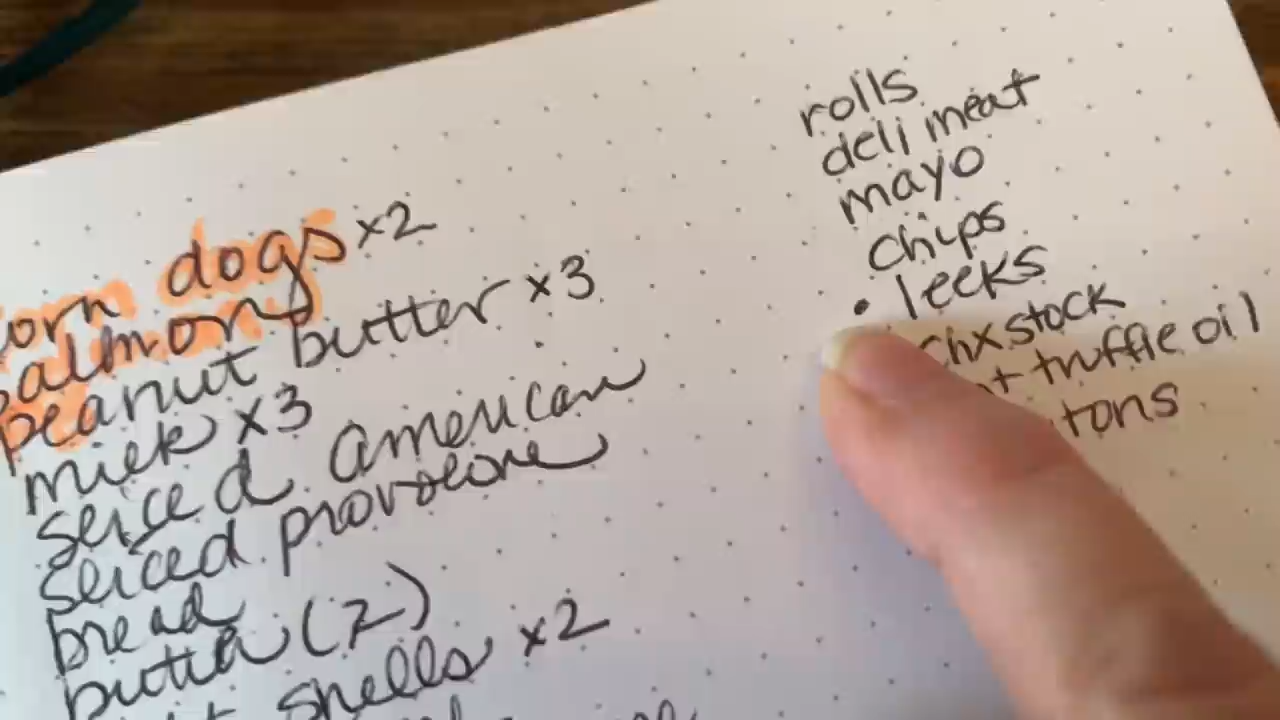 corn dogs x2
salmon
peanut butter x3
milk x3
sliced american
sliced provolone
bread
butter (2)
shells x2
rolls
deli meat
mayo
chips
• leeks
chx stock
truffle oil